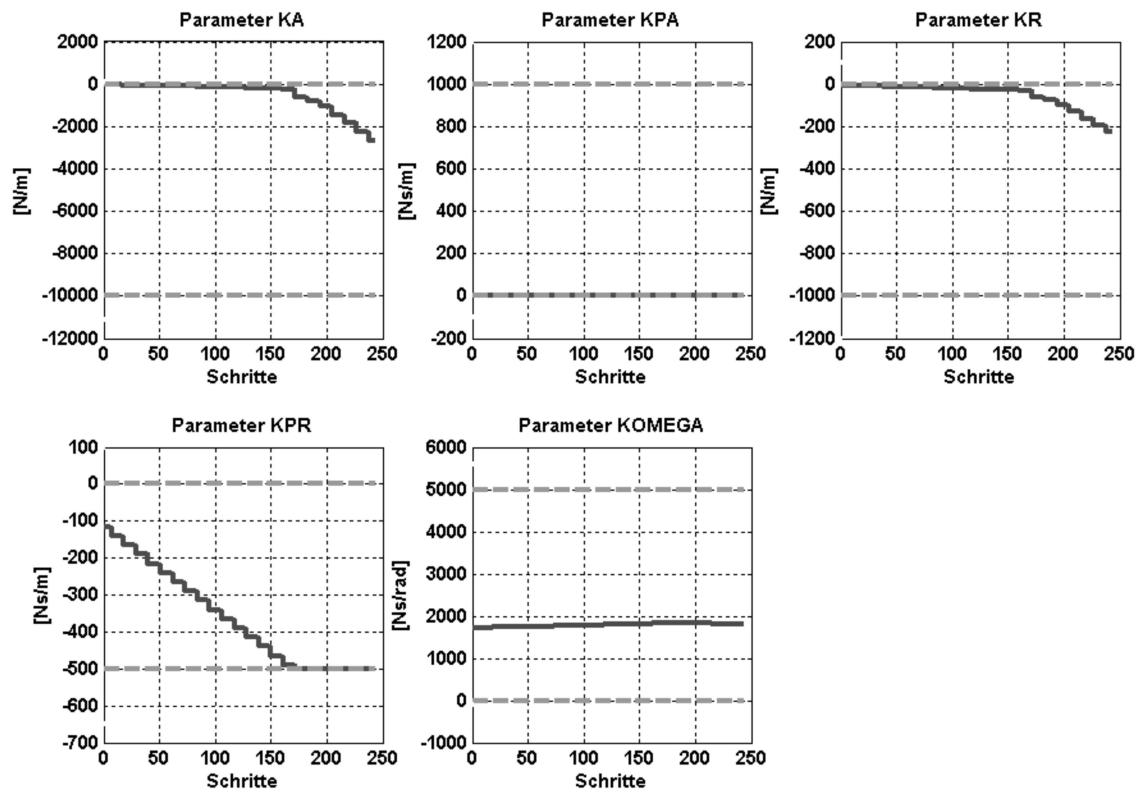 Parameter KA
2000
0
-2000
-4000
-6000
-8000
-10000
-12000
[N/m]
0 50 100 150 200 250
Schritte
Parameter KPA
1200
1000
800
600
400
200
0
-200
[Ns/m]
0 50 100 150 200 250
Schritte
Parameter KR
200
0
-200
-400
-600
-800
-1000
-1200
[N/m]
0 50 100 150 200 250
Schritte
Parameter KPR
100
0
-100
-200
-300
-400
-500
-600
-700
[Ns/m]
0 50 100 150 200 250
Schritte
Parameter KOMEGA
6000
5000
4000
3000
2000
1000
0
-1000
[Ns/rad]
0 50 100 150 200 250
Schritte